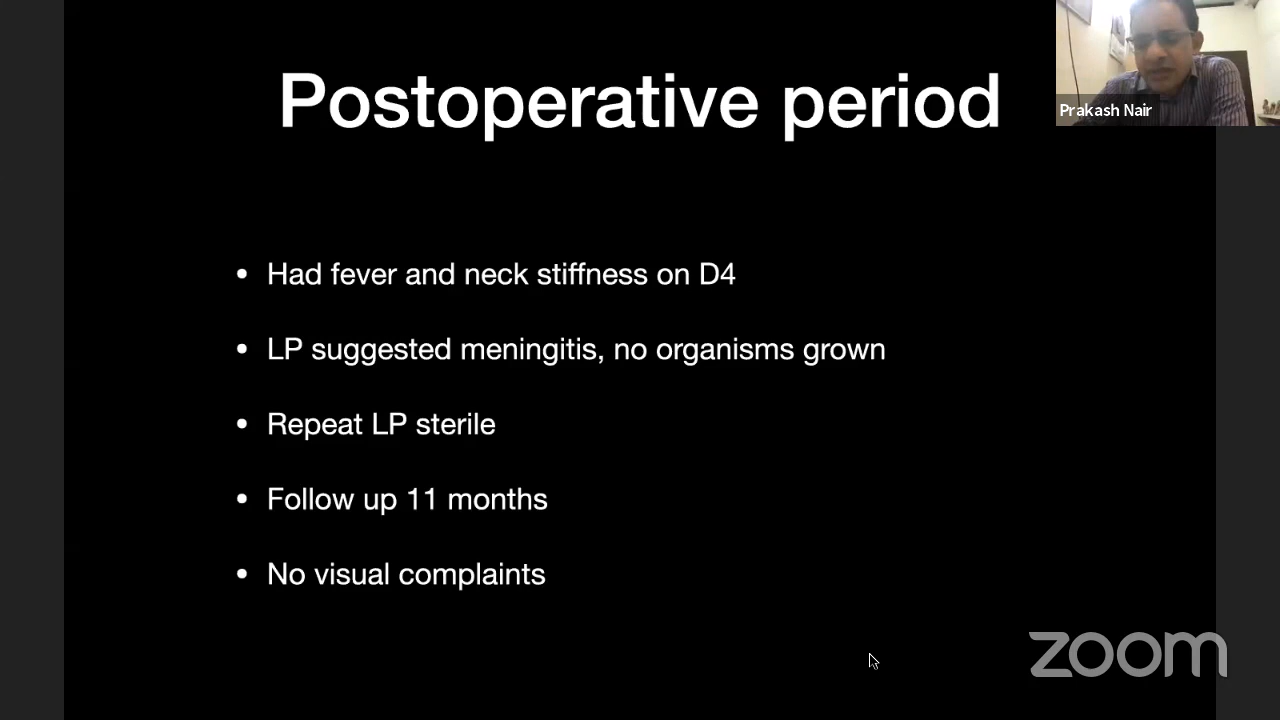 Postoperative period
Prakash Nair
• Had fever and neck stiffness on D4
• LP suggested meningitis, no organisms grown
• Repeat LP sterile
• Follow up 11 months
• No visual complaints
zoom